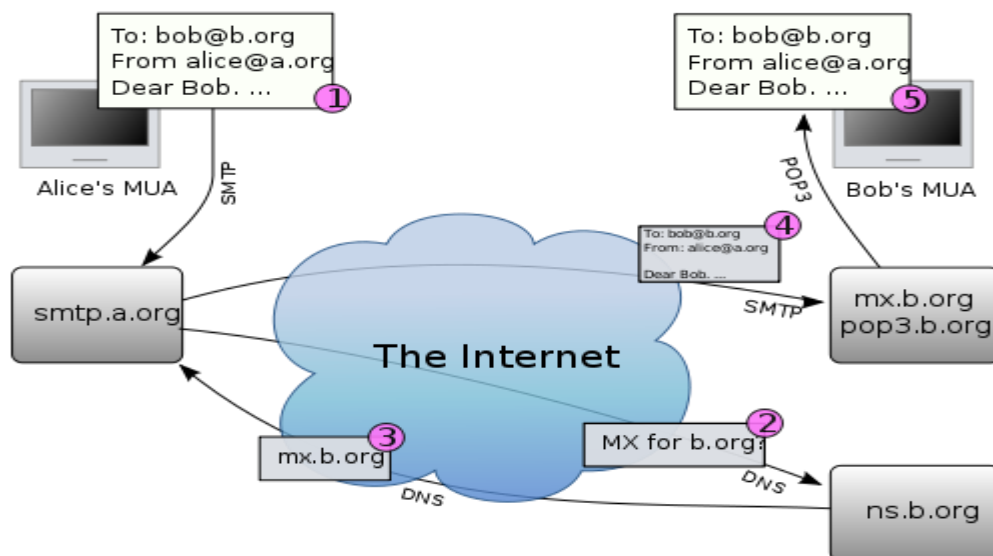 To: bob@b.org
From alice@a.org
Dear Bob. ...
1
Alice's MUA
SMTP
smtp.a.org
To: bob@b.org
From alice@a.org
Dear Bob. ...
5
Bob's MUA
POP3
4
To: bob@b.org
From: alice@a.org
Dear Bob. ...
SMTP
mx.b.org
pop3.b.org
The Internet
2
MX for b.org?
DNS
3
mx.b.org
DNS
ns.b.org